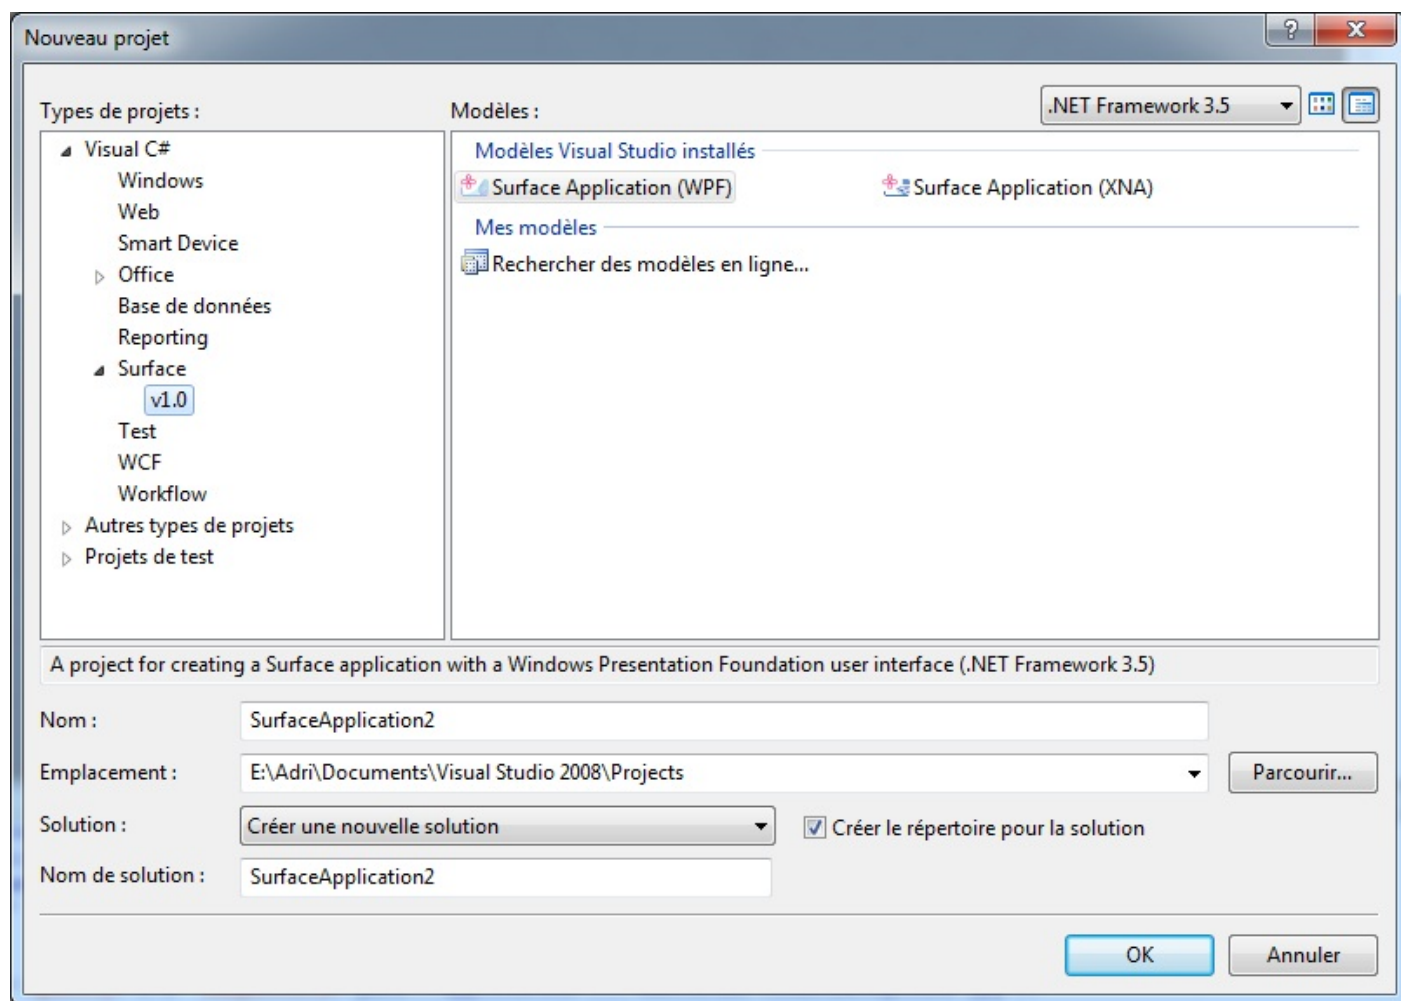 Nouveau projet
Types de projets :
Modèles :
.NET Framework 3.5
Visual C#
Windows
Web
Smart Device
Office
Base de données
Reporting
Surface
v1.0
Test
WCF
Workflow
Autres types de projets
Projets de test
Modèles Visual Studio installés
Surface Application (WPF)
Surface Application (XNA)
Mes modèles
Rechercher des modèles en ligne...
A project for creating a Surface application with a Windows Presentation Foundation user interface (.NET Framework 3.5)
Nom :
SurfaceApplication2
Emplacement :
E:\Adri\Documents\Visual Studio 2008\Projects
Parcourir...
Solution :
Créer une nouvelle solution
Créer le répertoire pour la solution
Nom de solution :
SurfaceApplication2
OK
Annuler